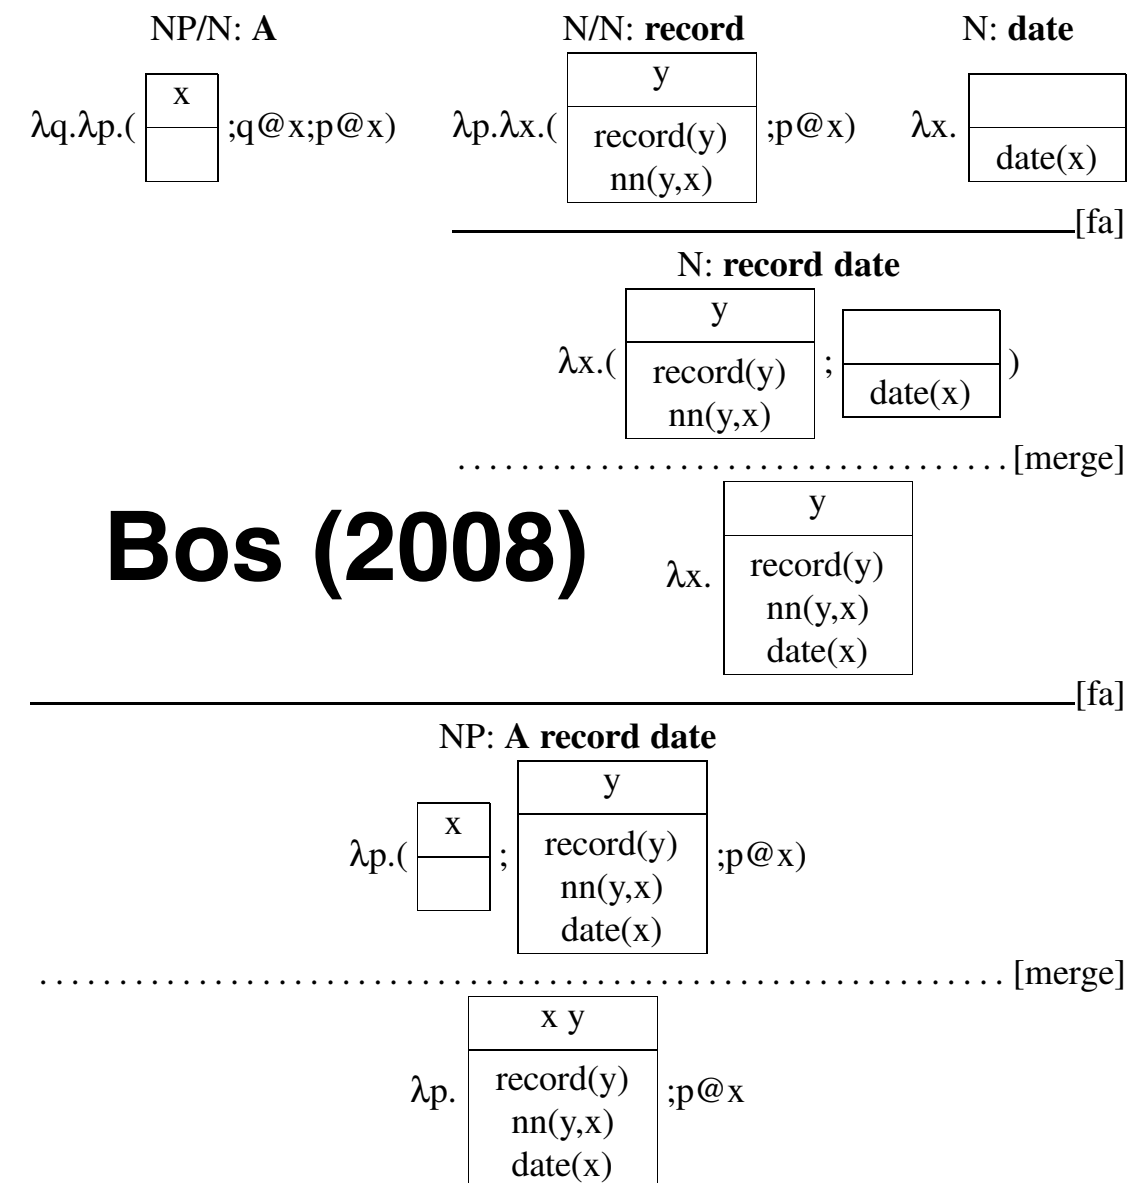 NP/N: A N/N: record N: date
λq.λp.( x ;q@x;p@x) λp.λx.( y record(y) nn(y,x) ;p@x) λx. date(x)
[fa]
N: record date
λx.( y record(y) nn(y,x) ; date(x) )
[merge]
Bos (2008)
λx. y record(y) nn(y,x) date(x)
[fa]
NP: A record date
λp.( x ; y record(y) nn(y,x) date(x) ;p@x)
[merge]
λp. x y record(y) nn(y,x) date(x) ;p@x